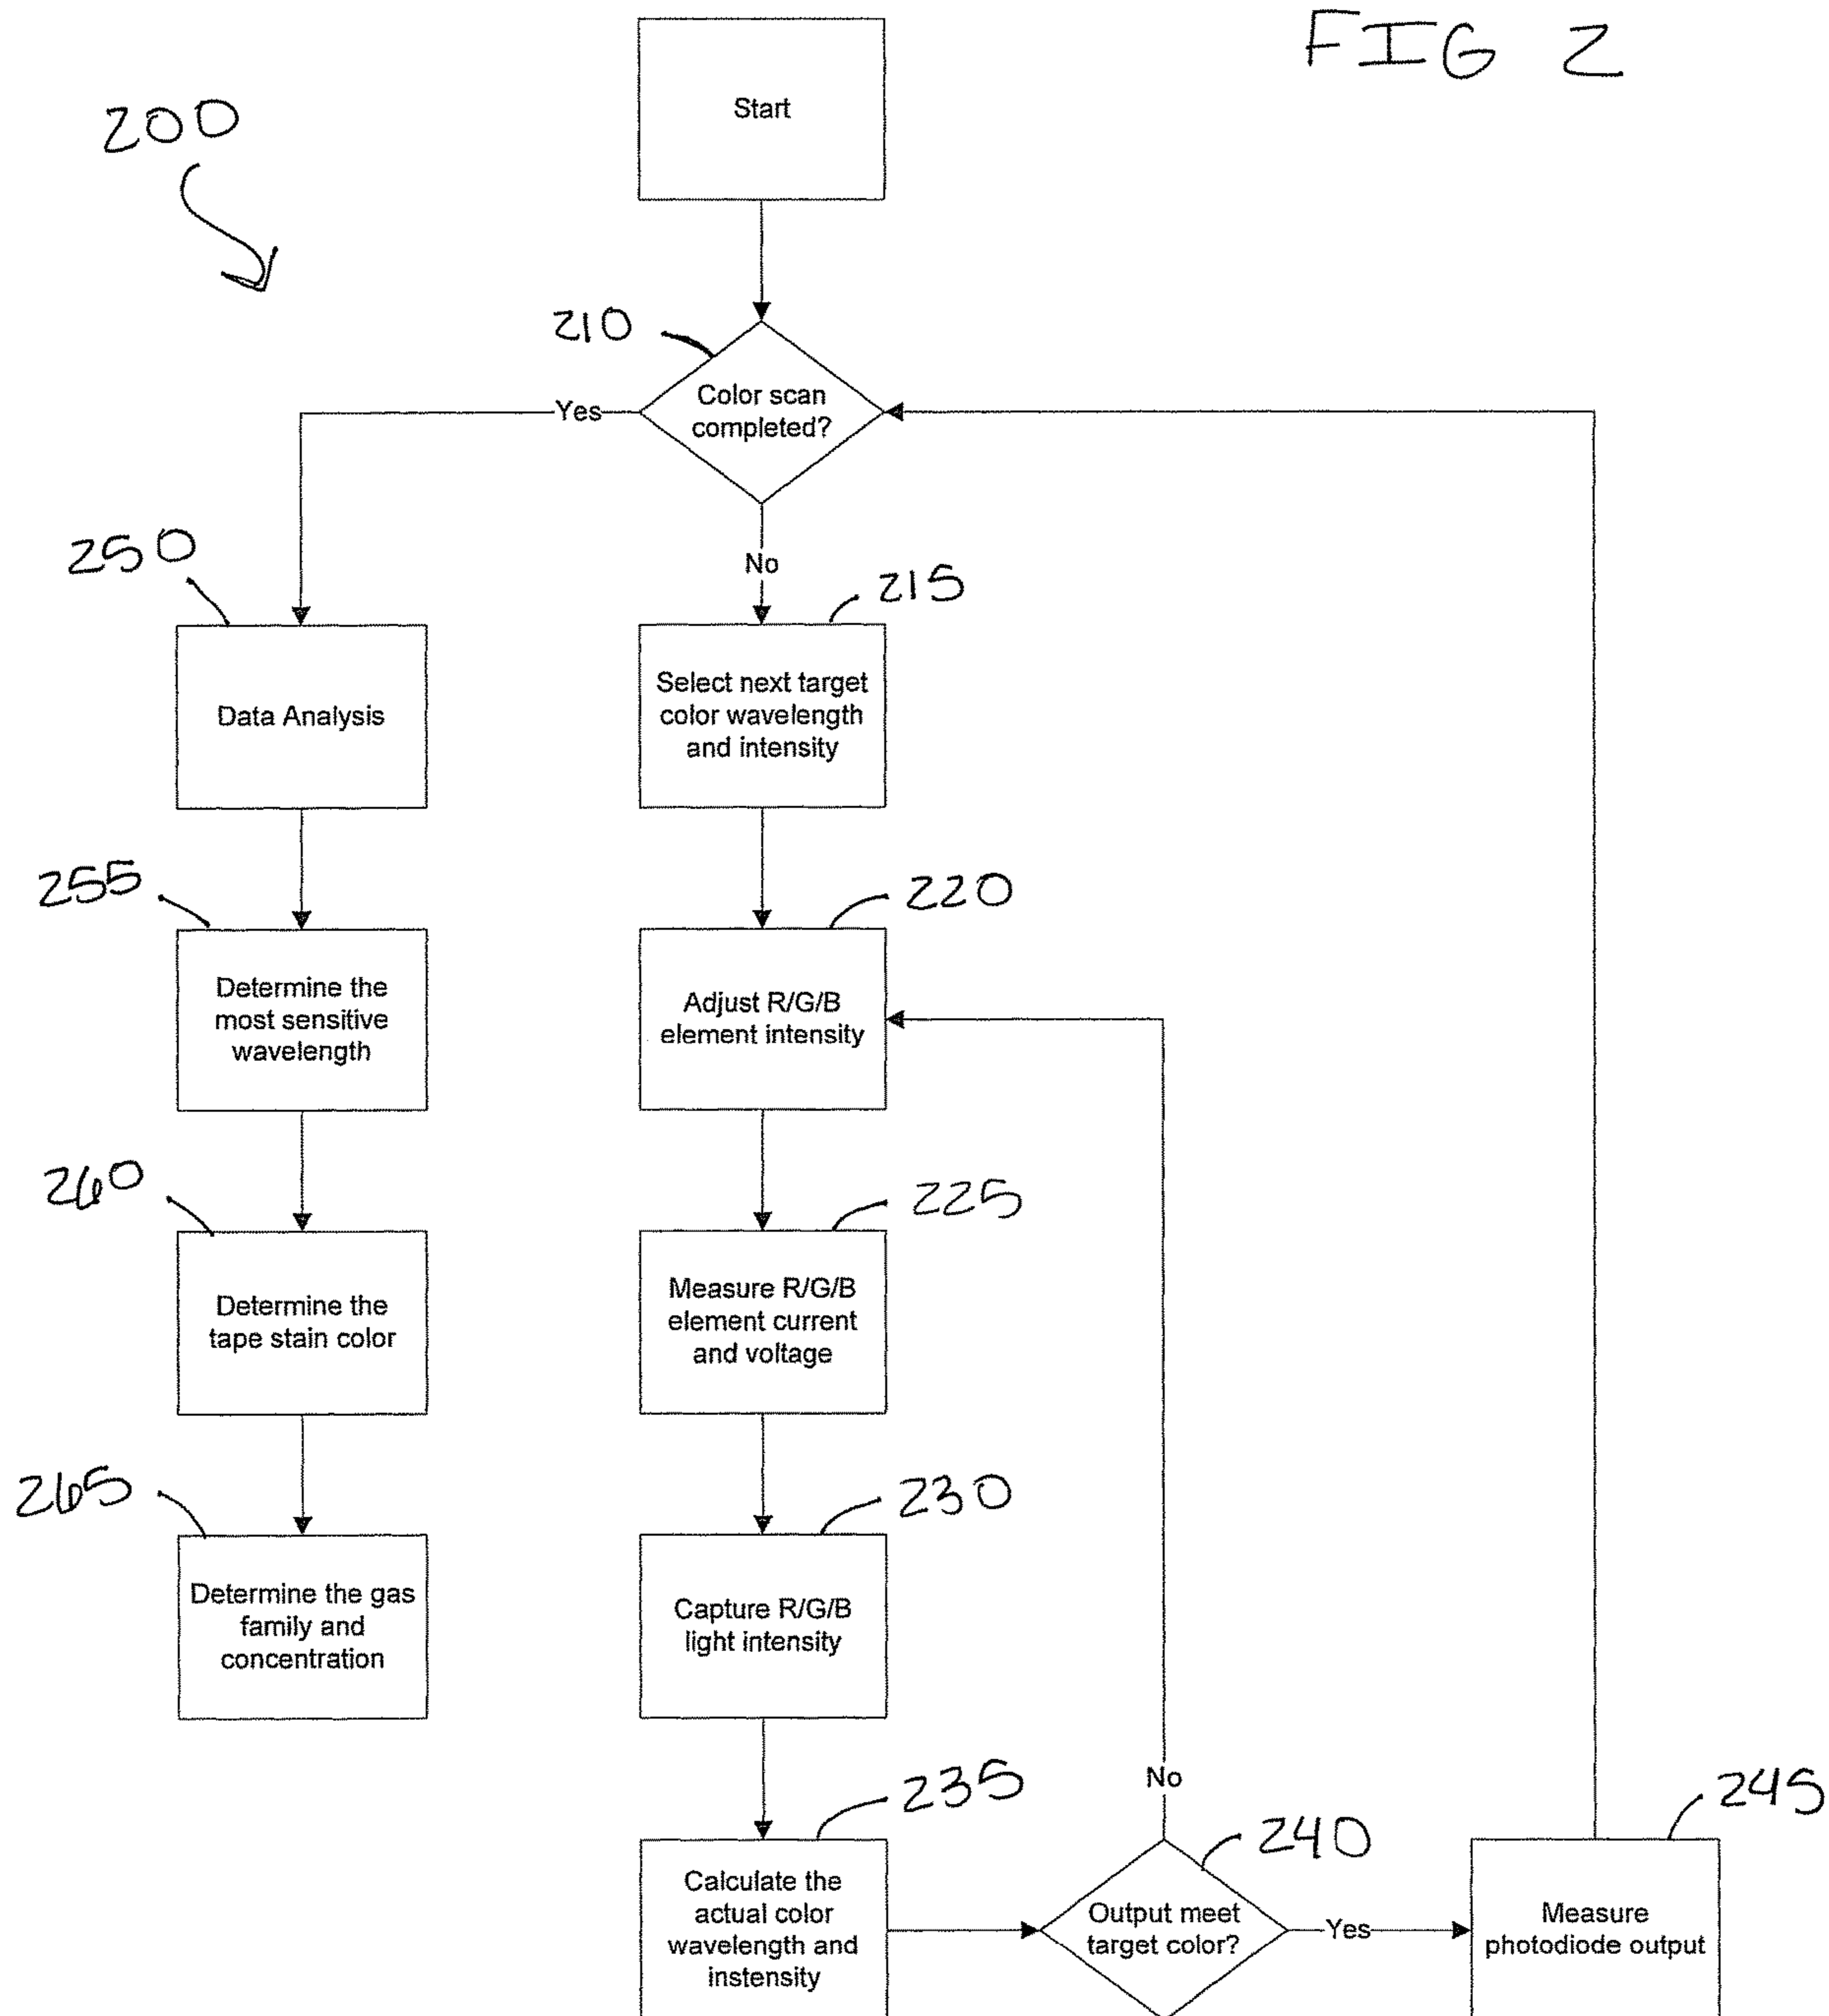 FIG 2
200
Start
210
Color scan
completed?
Yes
No
250
215
Data Analysis
Select next target
color wavelength
and intensity
255
220
Determine the
most sensitive
wavelength
Adjust R/G/B
element intensity
260
225
Determine the
tape stain color
Measure R/G/B
element current
and voltage
265
230
Determine the gas
family and
concentration
Capture R/G/B
light intensity
235
No
240
245
Calculate the
actual color
wavelength and
instensity
Output meet
target color?
Yes
Measure
photodiode output